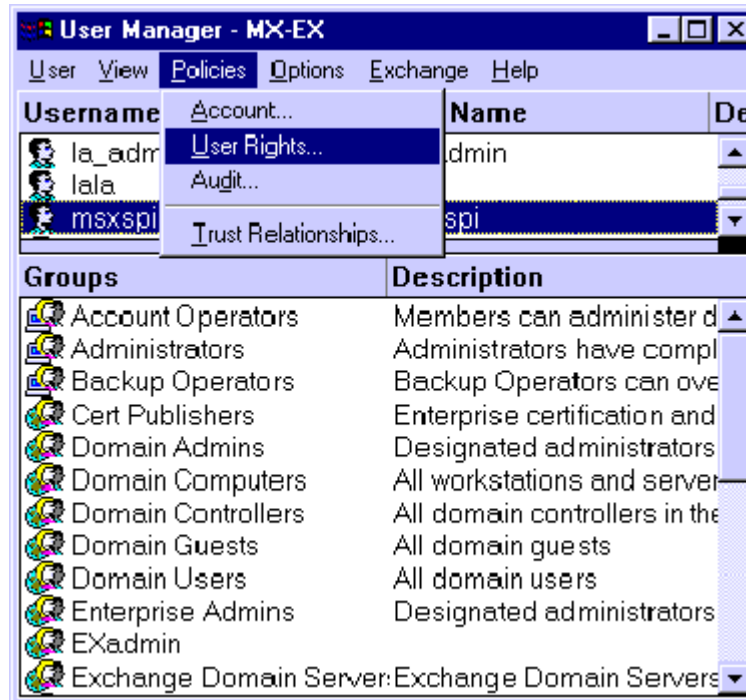 User Manager - MX-EX
User View Policies Options Exchange Help
Username Name De
Account...
User Rights...
Audit...
Trust Relationships...
la_adm dmin
lala
msxspi spi
Groups Description
Account Operators Members can administer d
Administrators Administrators have compl
Backup Operators Backup Operators can ove
Cert Publishers Enterprise certification and
Domain Admins Designated administrators
Domain Computers All workstations and server
Domain Controllers All domain controllers in the
Domain Guests All domain guests
Domain Users All domain users
Enterprise Admins Designated administrators
EXadmin
Exchange Domain Server: Exchange Domain Servers